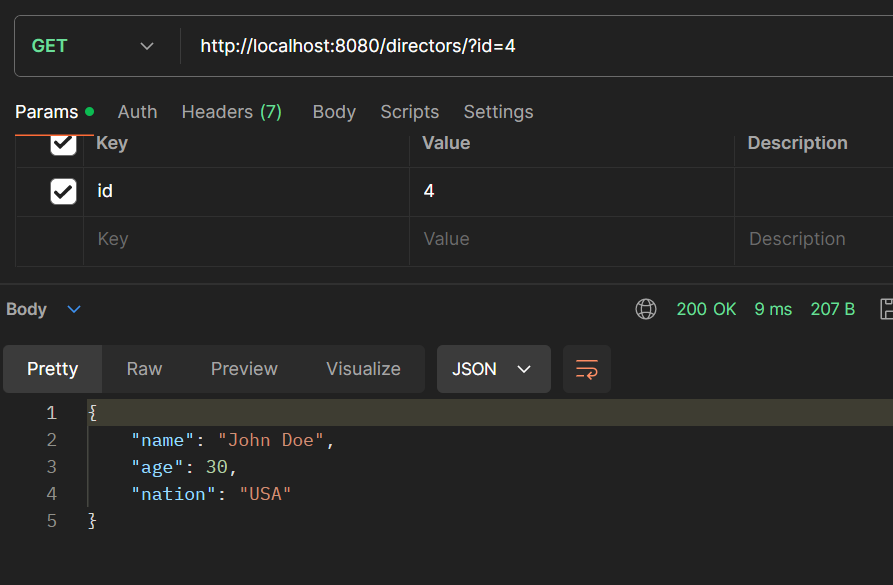 GET http://localhost:8080/directors/?id=4
Params Auth Headers (7) Body Scripts Settings
Key Value Description
id 4
Key Value Description
Body 200 OK 9 ms 207 B
Pretty Raw Preview Visualize JSON
1 {
2 "name": "John Doe",
3 "age": 30,
4 "nation": "USA"
5 }